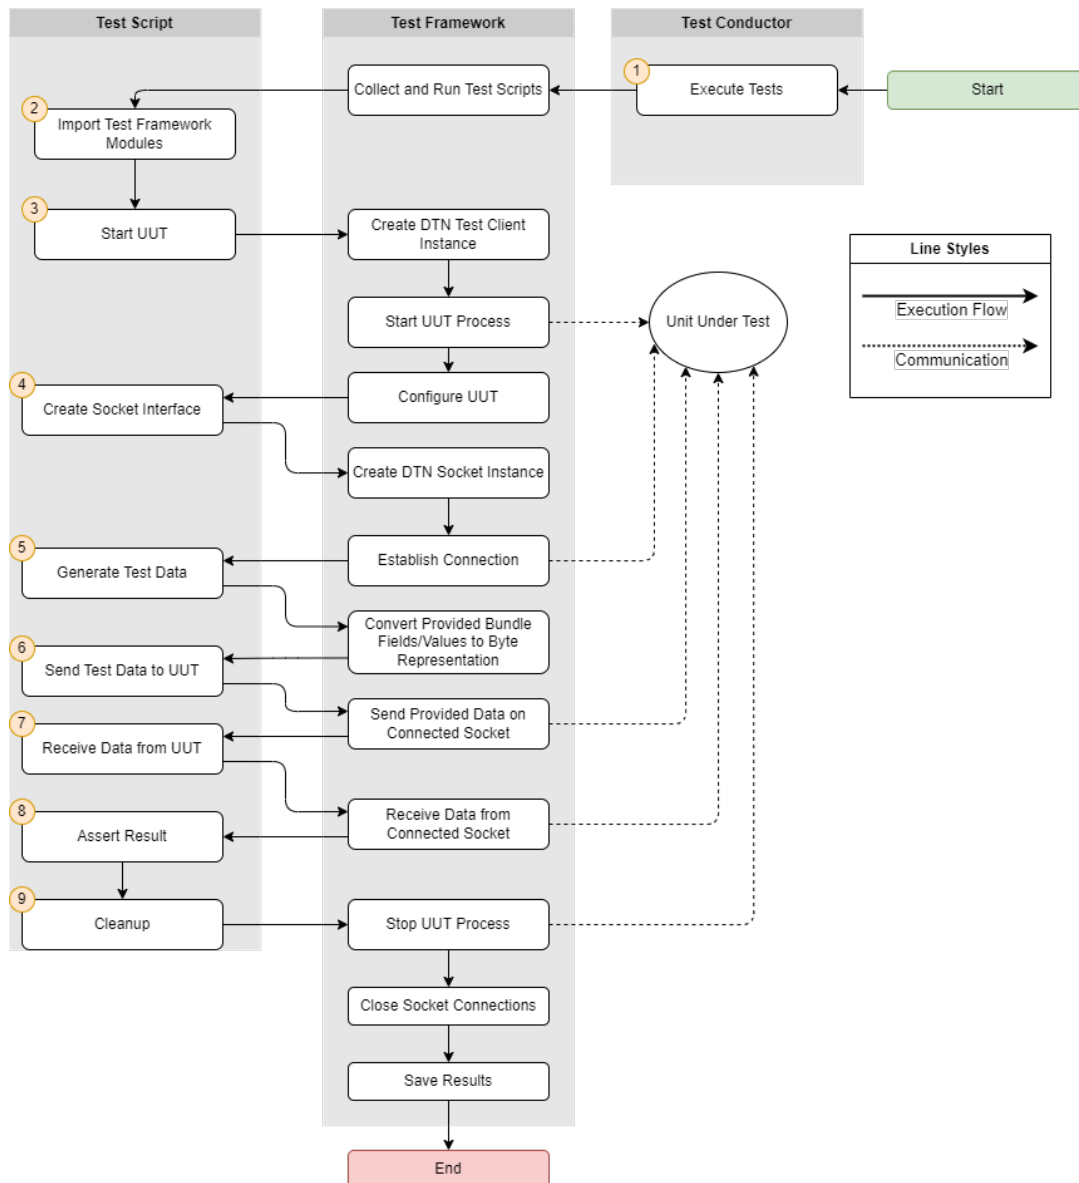 Test Script
Test Framework
Test Conductor
1
Collect and Run Test Scripts
Execute Tests
Start
2
Import Test Framework
Modules
3
Start UUT
Create DTN Test Client
Instance
Line Styles
Execution Flow
Communication
Start UUT Process
Unit Under Test
4
Configure UUT
Create Socket Interface
Create DTN Socket Instance
5
Establish Connection
Generate Test Data
Convert Provided Bundle
Fields/Values to Byte
Representation
6
Send Test Data to UUT
Send Provided Data on
Connected Socket
7
Receive Data from UUT
Receive Data from
Connected Socket
8
Assert Result
9
Cleanup
Stop UUT Process
Close Socket Connections
Save Results
End